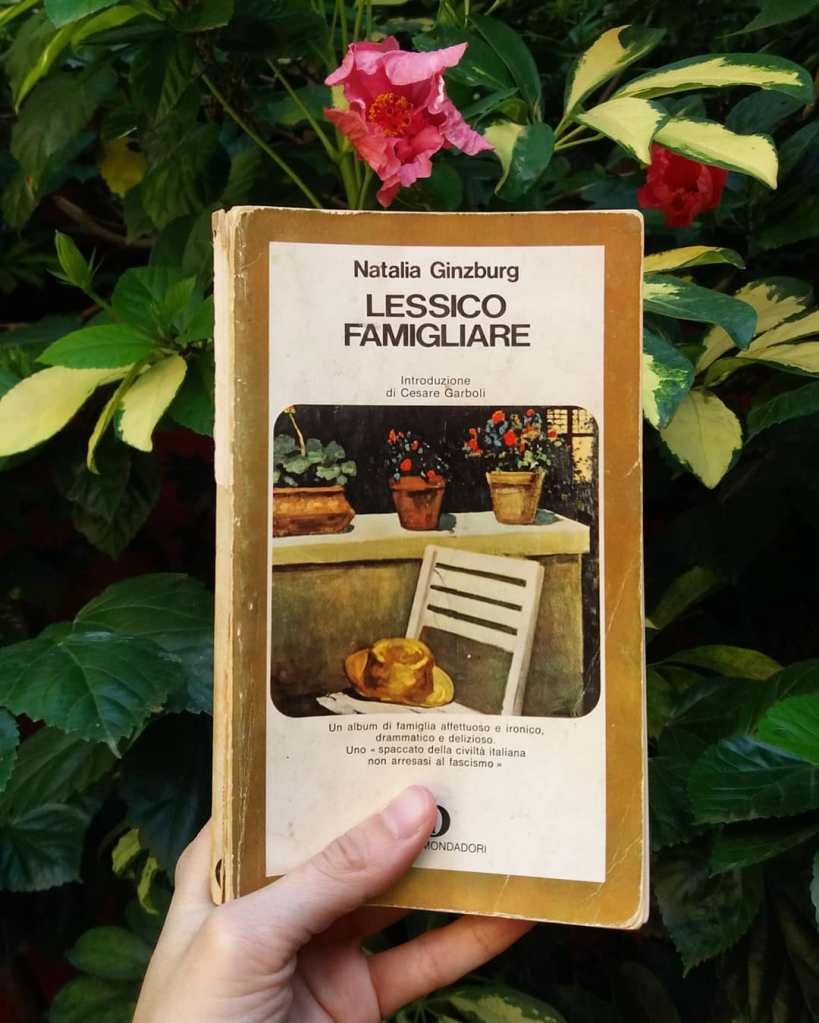 Natalia Ginzburg
LESSICO
FAMIGLIARE
Introduzione
di Cesare Garboli
Un album di famiglia affettuoso e ironico,
drammatico e delizioso.
Uno « spaccato della civiltà italiana
non arresasi al fascismo »
MONDADORI